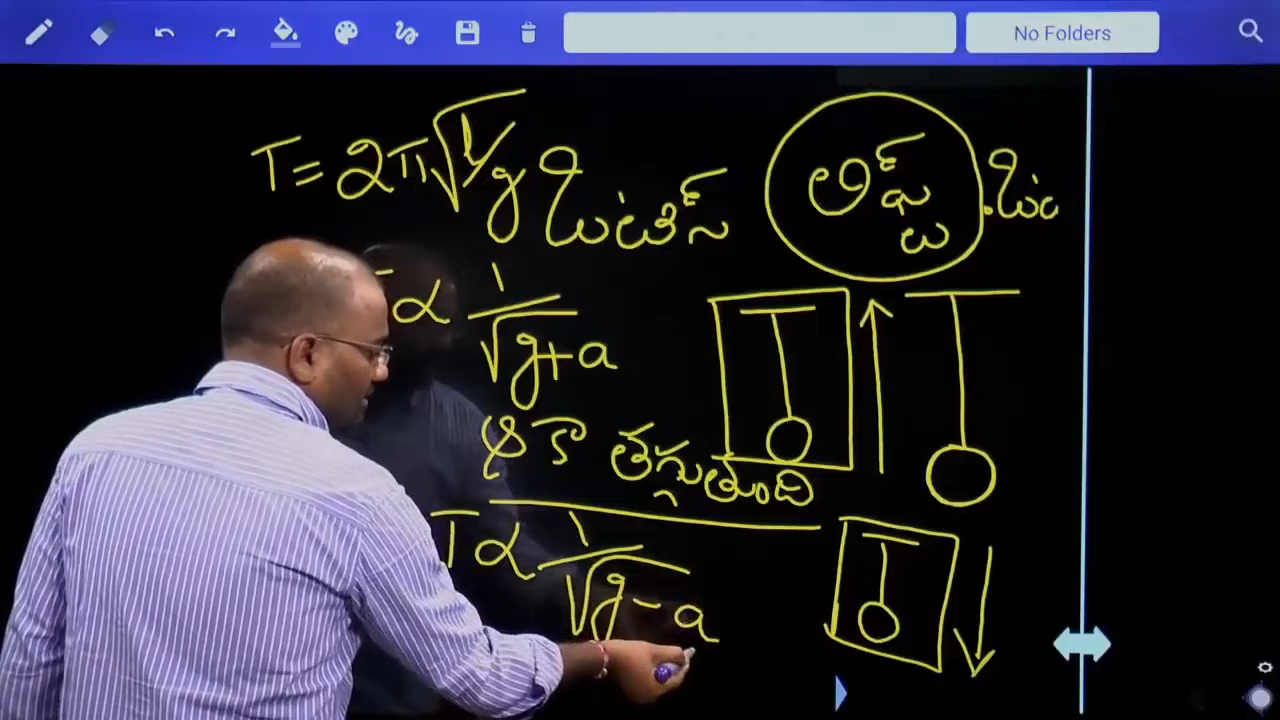 No Folders
T = 2π√l/g
లిఫ్టు
α 1/√g+a
ఆ కా తగ్గుతుంది
T α 1/√g-a